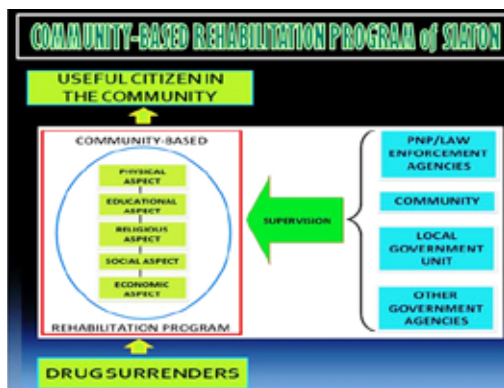 COMMUNITY-BASED REHABILITATION PROGRAM of SIATON
USEFUL CITIZEN IN
THE COMMUNITY
COMMUNITY-BASED
PHYSICAL
ASPECT
EDUCATIONAL
ASPECT
RELIGIOUS
ASPECT
SOCIAL ASPECT
ECONOMIC
ASPECT
REHABILITATION PROGRAM
DRUG SURRENDERS
SUPERVISION
PNP/LAW
ENFORCEMENT
AGENCIES
COMMUNITY
LOCAL
GOVERNMENT
UNIT
OTHER
GOVERNMENT
AGENCIES